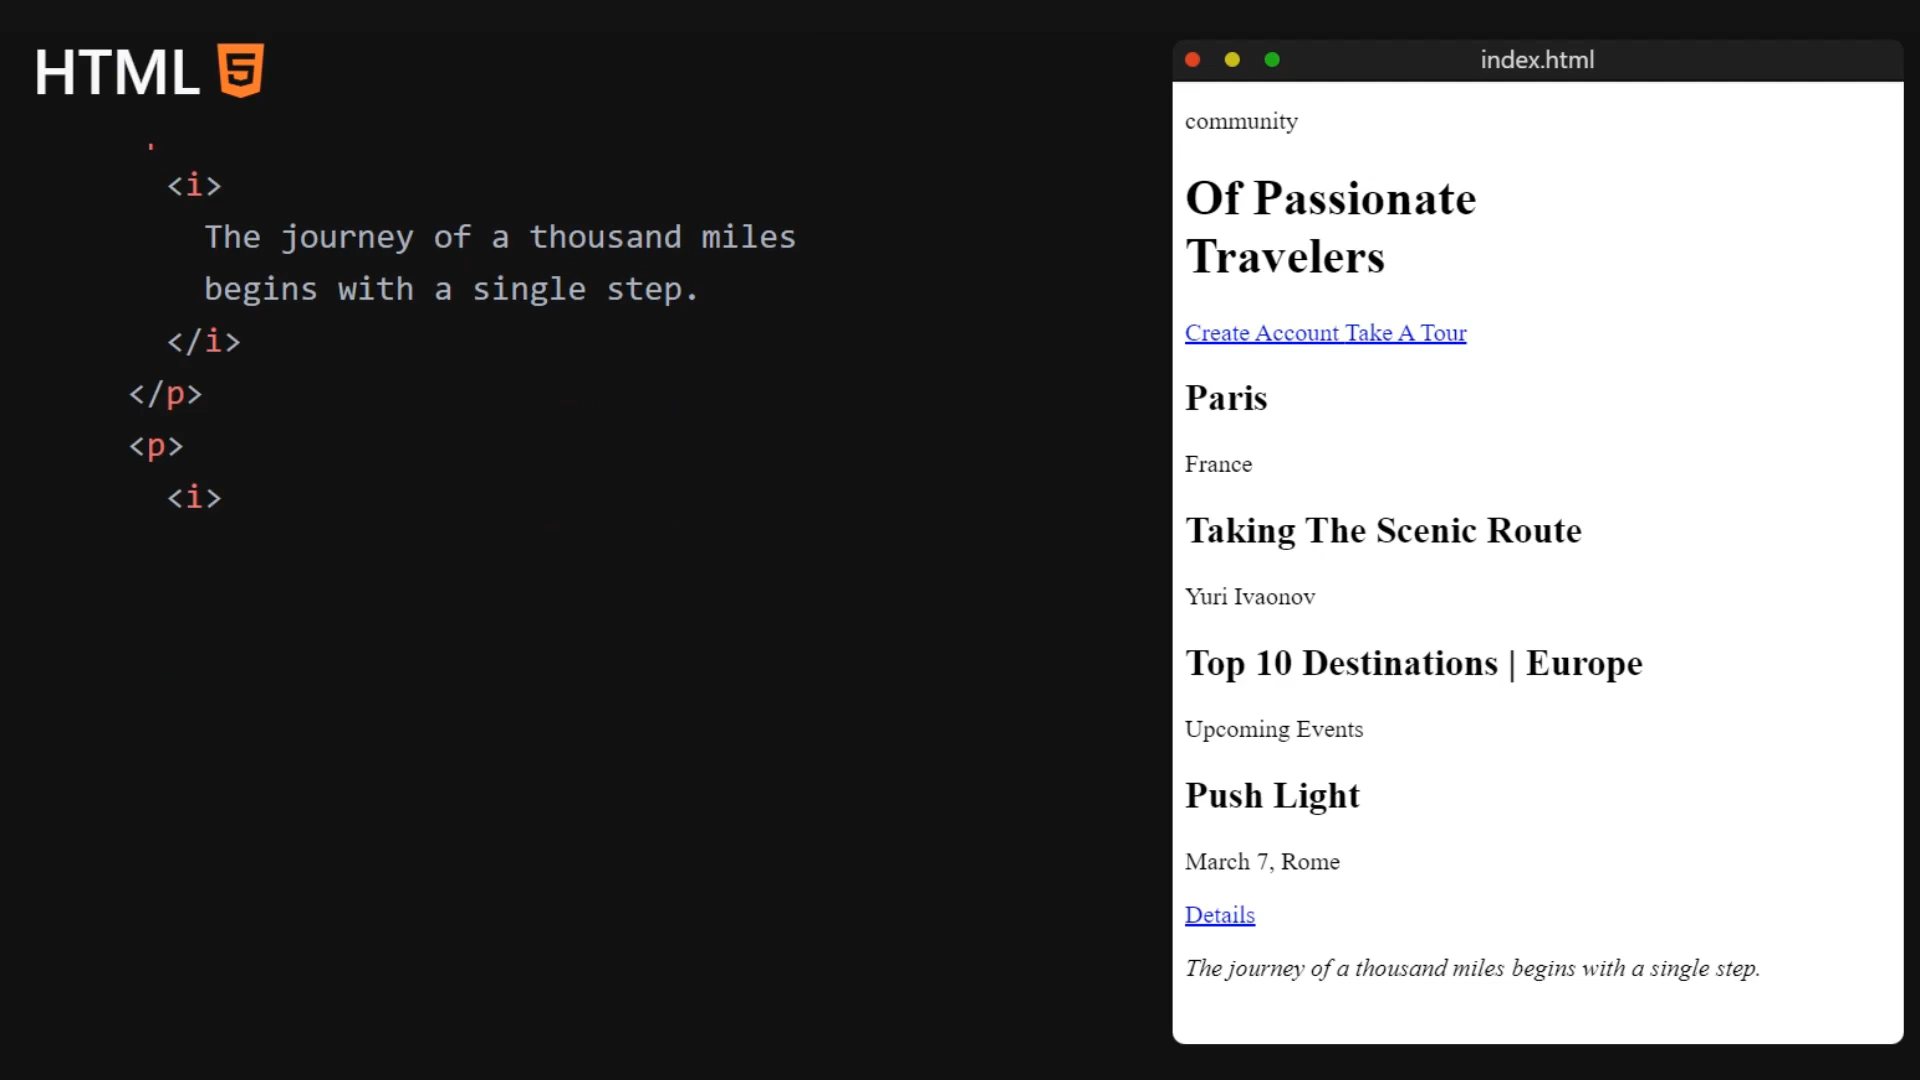 HTML 5
<i>
The journey of a thousand miles
begins with a single step.
</i>
</p>
<p>
<i>
index.html
community
Of Passionate
Travelers
Create Account Take A Tour
Paris
France
Taking The Scenic Route
Yuri Ivaonov
Top 10 Destinations | Europe
Upcoming Events
Push Light
March 7, Rome
Details
The journey of a thousand miles begins with a single step.